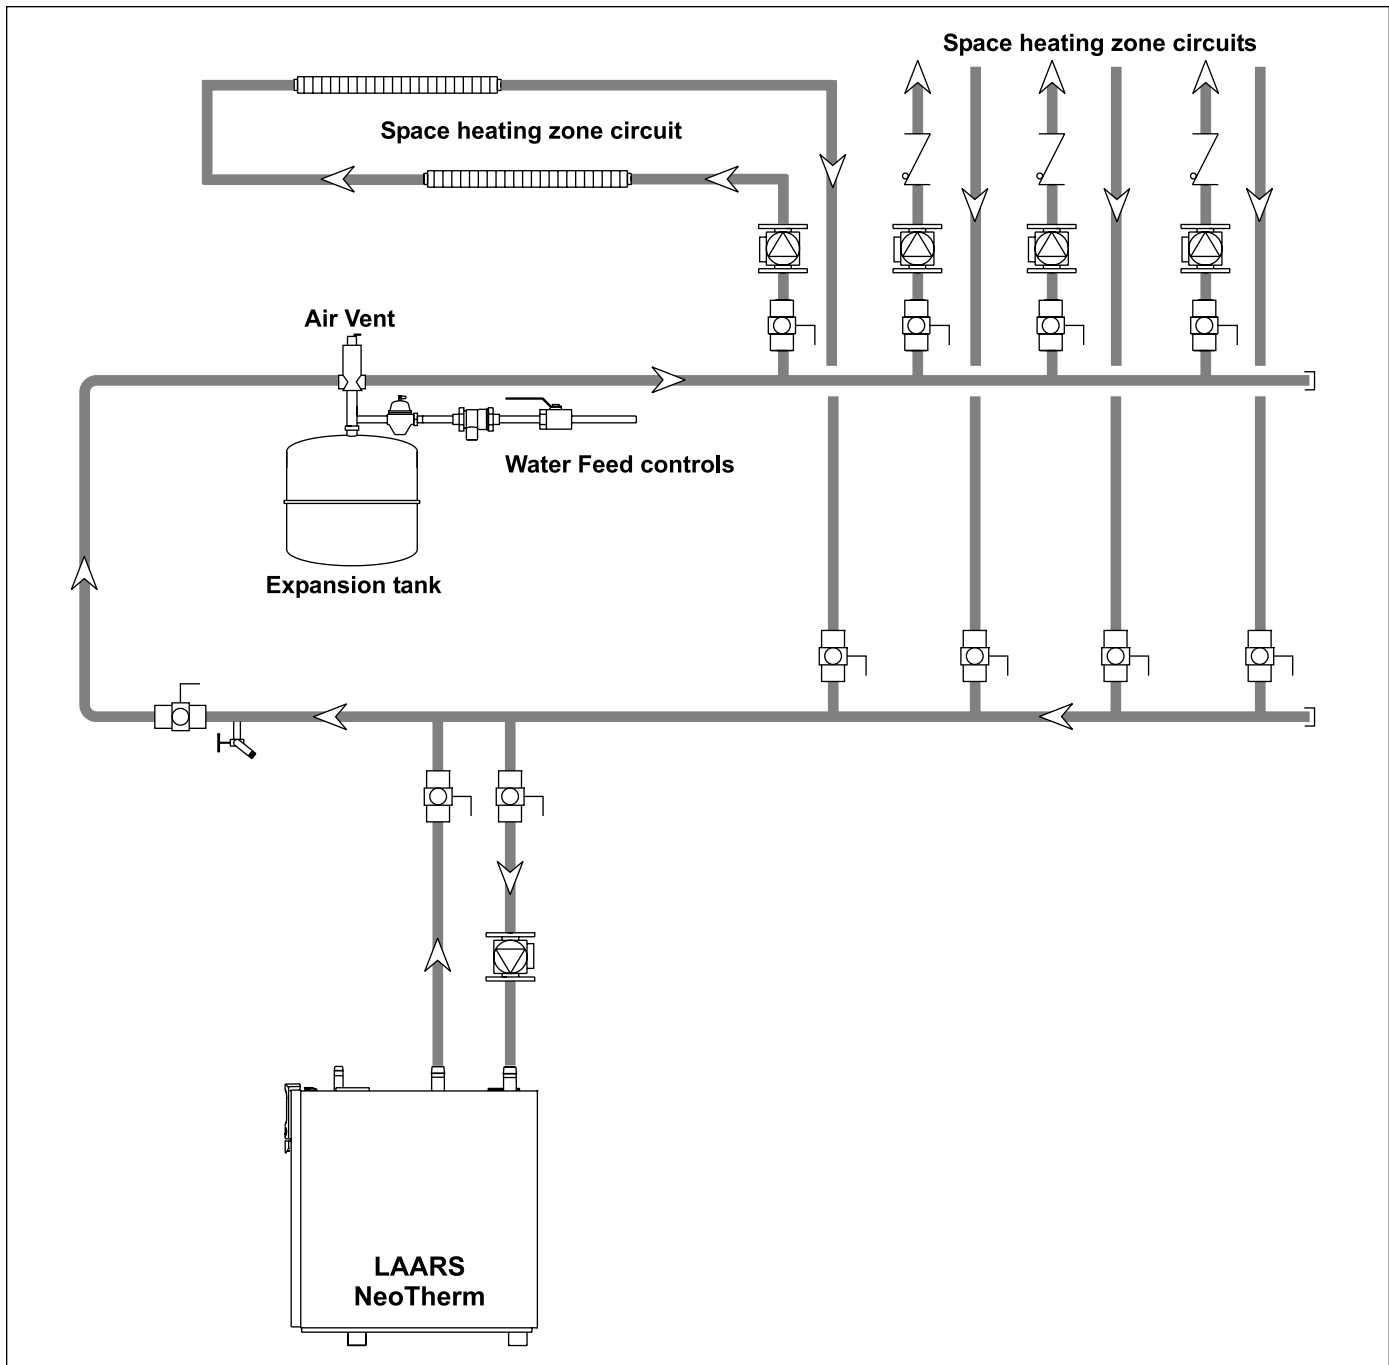 Space heating zone circuits
Space heating zone circuit
Air Vent
Water Feed controls
Expansion tank
LAARS
NeoTherm